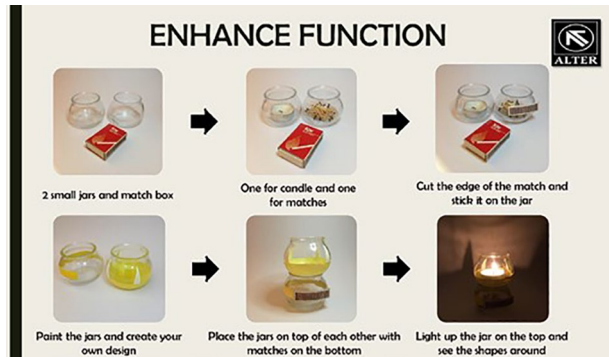 ENHANCE FUNCTION
ALTER
2 small jars and match box
One for candle and one
for matches
Cut the edge of the match and
stick it on the jar
Paint the jars and create your
own design
Place the jars on top of each other with
matches on the bottom
Light up the jar on the top and
see the shapes around